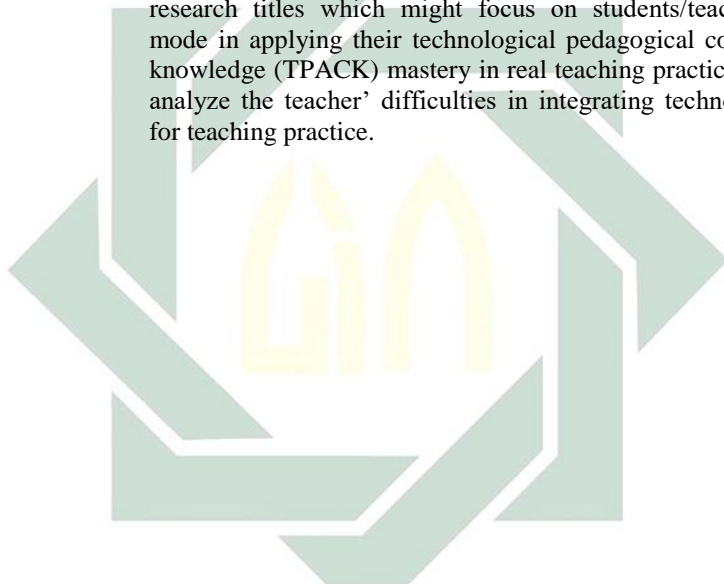 research titles which might focus on students/teac
mode in applying their technological pedagogical co
knowledge (TPACK) mastery in real teaching practic
analyze the teacher’ difficulties in integrating techno
for teaching practice.